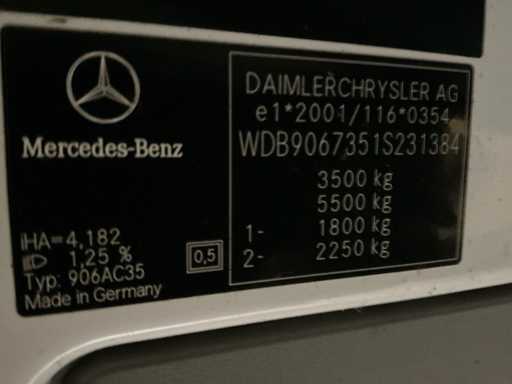 Mercedes-Benz
iHA=4,182
1,25 %
Typ: 906AC35
Made in Germany
0,5
DAIMLERCHRYSLER AG
e1*2001/116*0354
WDB9067351S231384
3500 kg
5500 kg
1- 1800 kg
2- 2250 kg